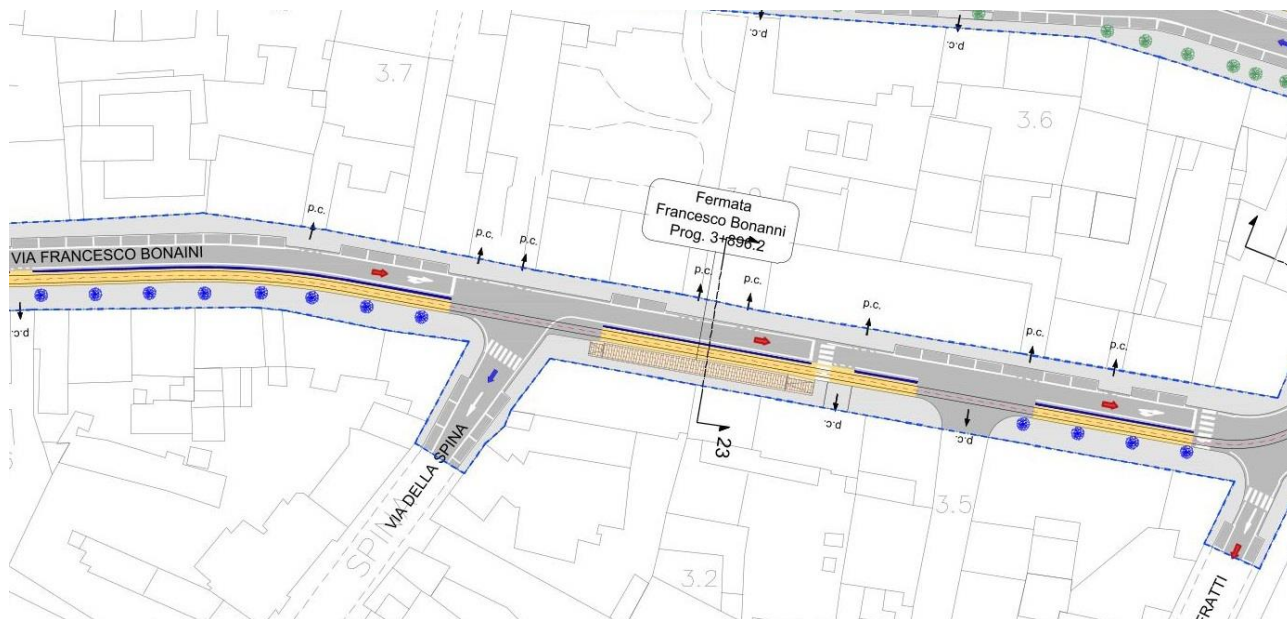 p.c.
p.c.
3.7
3.6
p.c.
Fermata
Francesco Bonanni
Prog. 3+896.2
VIA FRANCESCO BONAINI
p.c.
p.c.
p.c.
p.c.
p.c.
p.c.
p.c.
p.c.
p.c.
p.c.
23
VIA DELLA SPINA
3.5
3.2
FRATTI